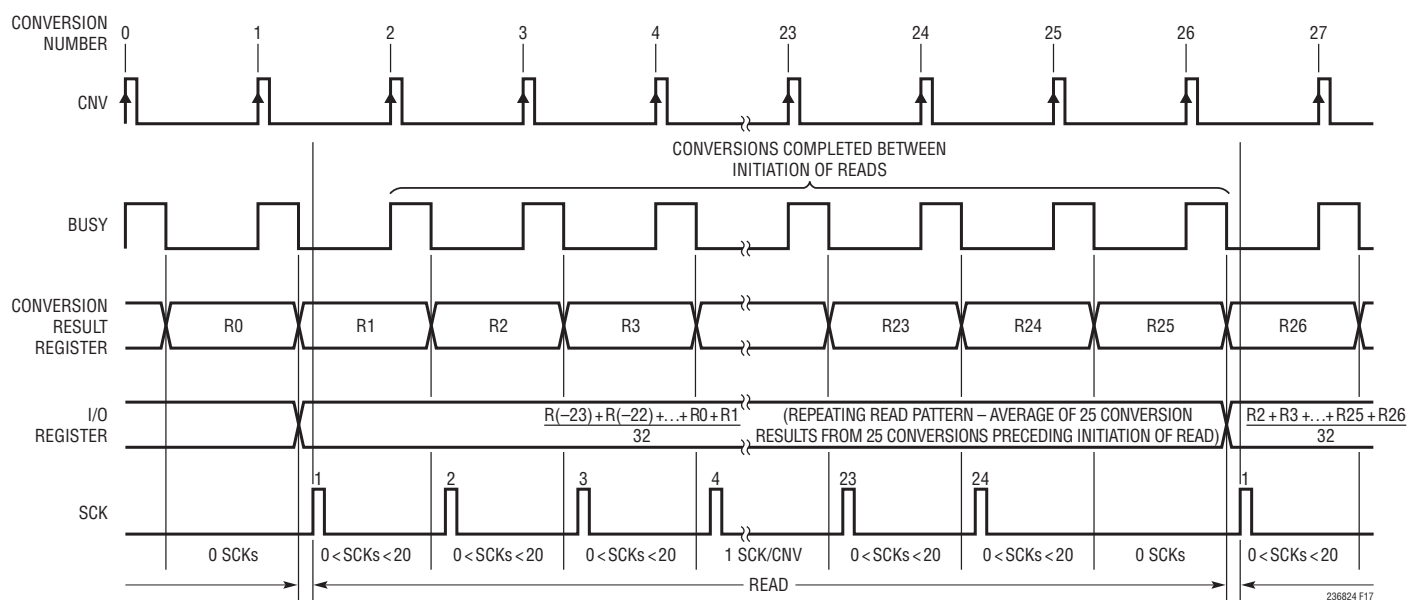 CONVERSION
NUMBER
0 1 2 3 4 23 24 25 26 27
CNV
CONVERSIONS COMPLETED BETWEEN
INITIATION OF READS
BUSY
CONVERSION
RESULT
REGISTER
R0 R1 R2 R3 R23 R24 R25 R26
I/O
REGISTER
R(–23) + R(–22) +...+ R0 + R1
32
(REPEATING READ PATTERN – AVERAGE OF 25 CONVERSION
RESULTS FROM 25 CONVERSIONS PRECEDING INITIATION OF READ)
R2 + R3 +...+ R25 + R26
32
1 2 3 4 23 24 1
SCK
0 SCKs 0 < SCKs < 20 0 < SCKs < 20 0 < SCKs < 20 1 SCK/CNV 0 < SCKs < 20 0 < SCKs < 20 0 SCKs 0 < SCKs < 20
READ
236824 F17